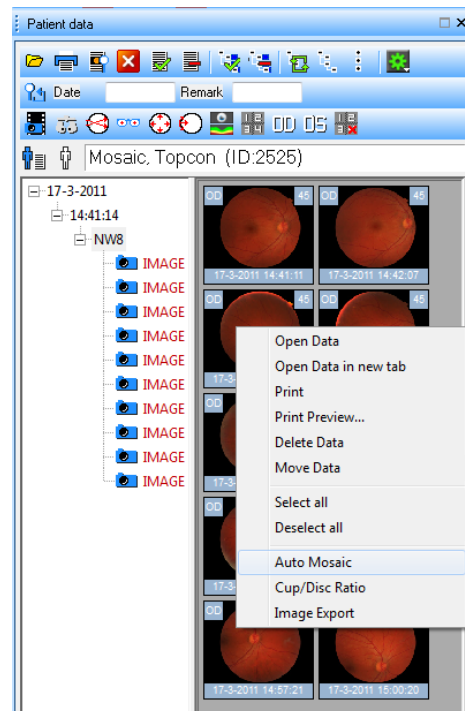 Patient data
Date Remark
OD OS
Mosaic, Topcon (ID:2525)
17-3-2011
14:41:14
NW8
IMAGE
IMAGE
IMAGE
IMAGE
IMAGE
IMAGE
IMAGE
IMAGE
IMAGE
IMAGE
OD 45 OD 45
17-3-2011 14:41:11 17-3-2011 14:42:07
OD 45 OD 45
17-3-
OD
17-3-
OD
17-3-
OD
17-3-2011 14:57:21 17-3-2011 15:00:20
Open Data
Open Data in new tab
Print
Print Preview...
Delete Data
Move Data
Select all
Deselect all
Auto Mosaic
Cup/Disc Ratio
Image Export